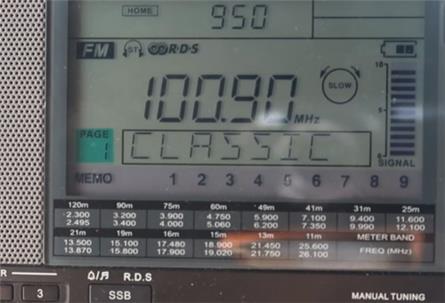 HOME 950
FM ST R·D·S
100.90 MHz
SLOW
10
5
0
PAGE 1
CLASSIC
SIGNAL
MEMO 1 2 3 4 5 6 7 8 9
120m 90m 75m 60m 49m 41m 31m 25m
2.300 3.200 3.900 4.750 5.900 7.100 9.400 11.600
2.495 3.400 4.000 5.060 6.200 7.350 9.990 12.100
21m 19m 16m 15m 13m 11m METER BAND
13.500 15.100 17.480 18.900 21.450 25.600
13.870 15.800 17.900 19.020 21.750 26.100 FREQ (MHz)
R.D.S
3 SSB MANUAL TUNING